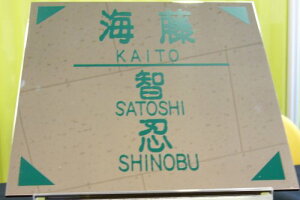 海藤
KAITO
智
SATOSHI
忍
SHINOBU